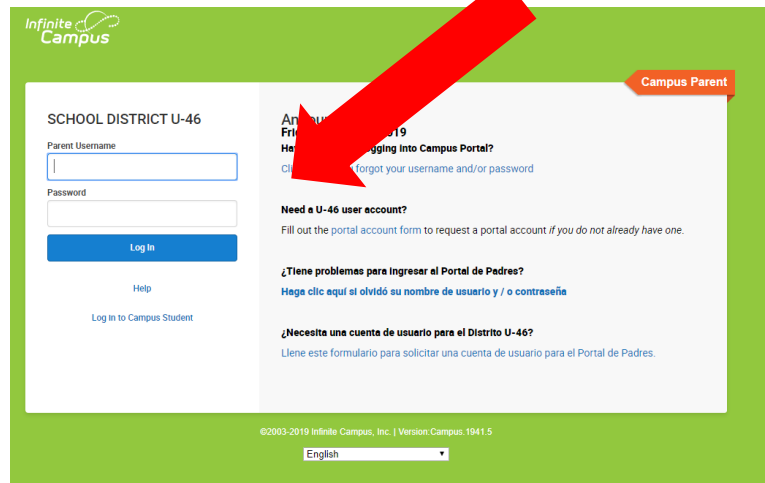 Infinite
Campus
Campus Parent
SCHOOL DISTRICT U-46
Parent Username
Password
Log In
Help
Log in to Campus Student
19
gging into Campus Portal?
forgot your username and/or password
Need a U-46 user account?
Fill out the portal account form to request a portal account if you do not already have one.
¿Tiene problemas para ingresar al Portal de Padres?
Haga clic aquí si olvidó su nombre de usuario y / o contraseña
¿Necesita una cuenta de usuario para el Distrito U-46?
Llene este formulario para solicitar una cuenta de usuario para el Portal de Padres.
©2003-2019 Infinite Campus, Inc. | Version:Campus.1941.5
English